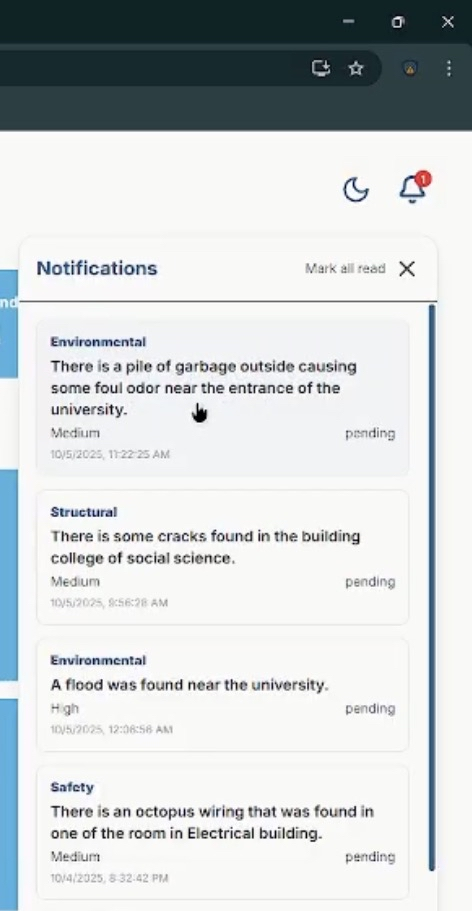 1
nd
Notifications Mark all read
Environmental
There is a pile of garbage outside causing
some foul odor near the entrance of the
university.
Medium pending
10/5/2025, 11:22:25 AM
Structural
There is some cracks found in the building
college of social science.
Medium pending
10/5/2025, 9:56:28 AM
Environmental
A flood was found near the university.
High pending
10/5/2025, 12:06:56 AM
Safety
There is an octopus wiring that was found in
one of the room in Electrical building.
Medium pending
10/4/2025, 8:32:42 PM